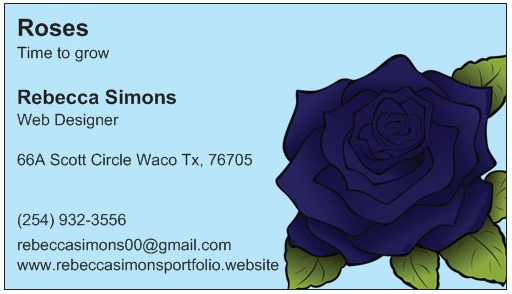 Roses
Time to grow
Rebecca Simons
Web Designer
66A Scott Circle Waco Tx, 76705
(254) 932-3556
rebeccasimons00@gmail.com
www.rebeccasimonsportfolio.website